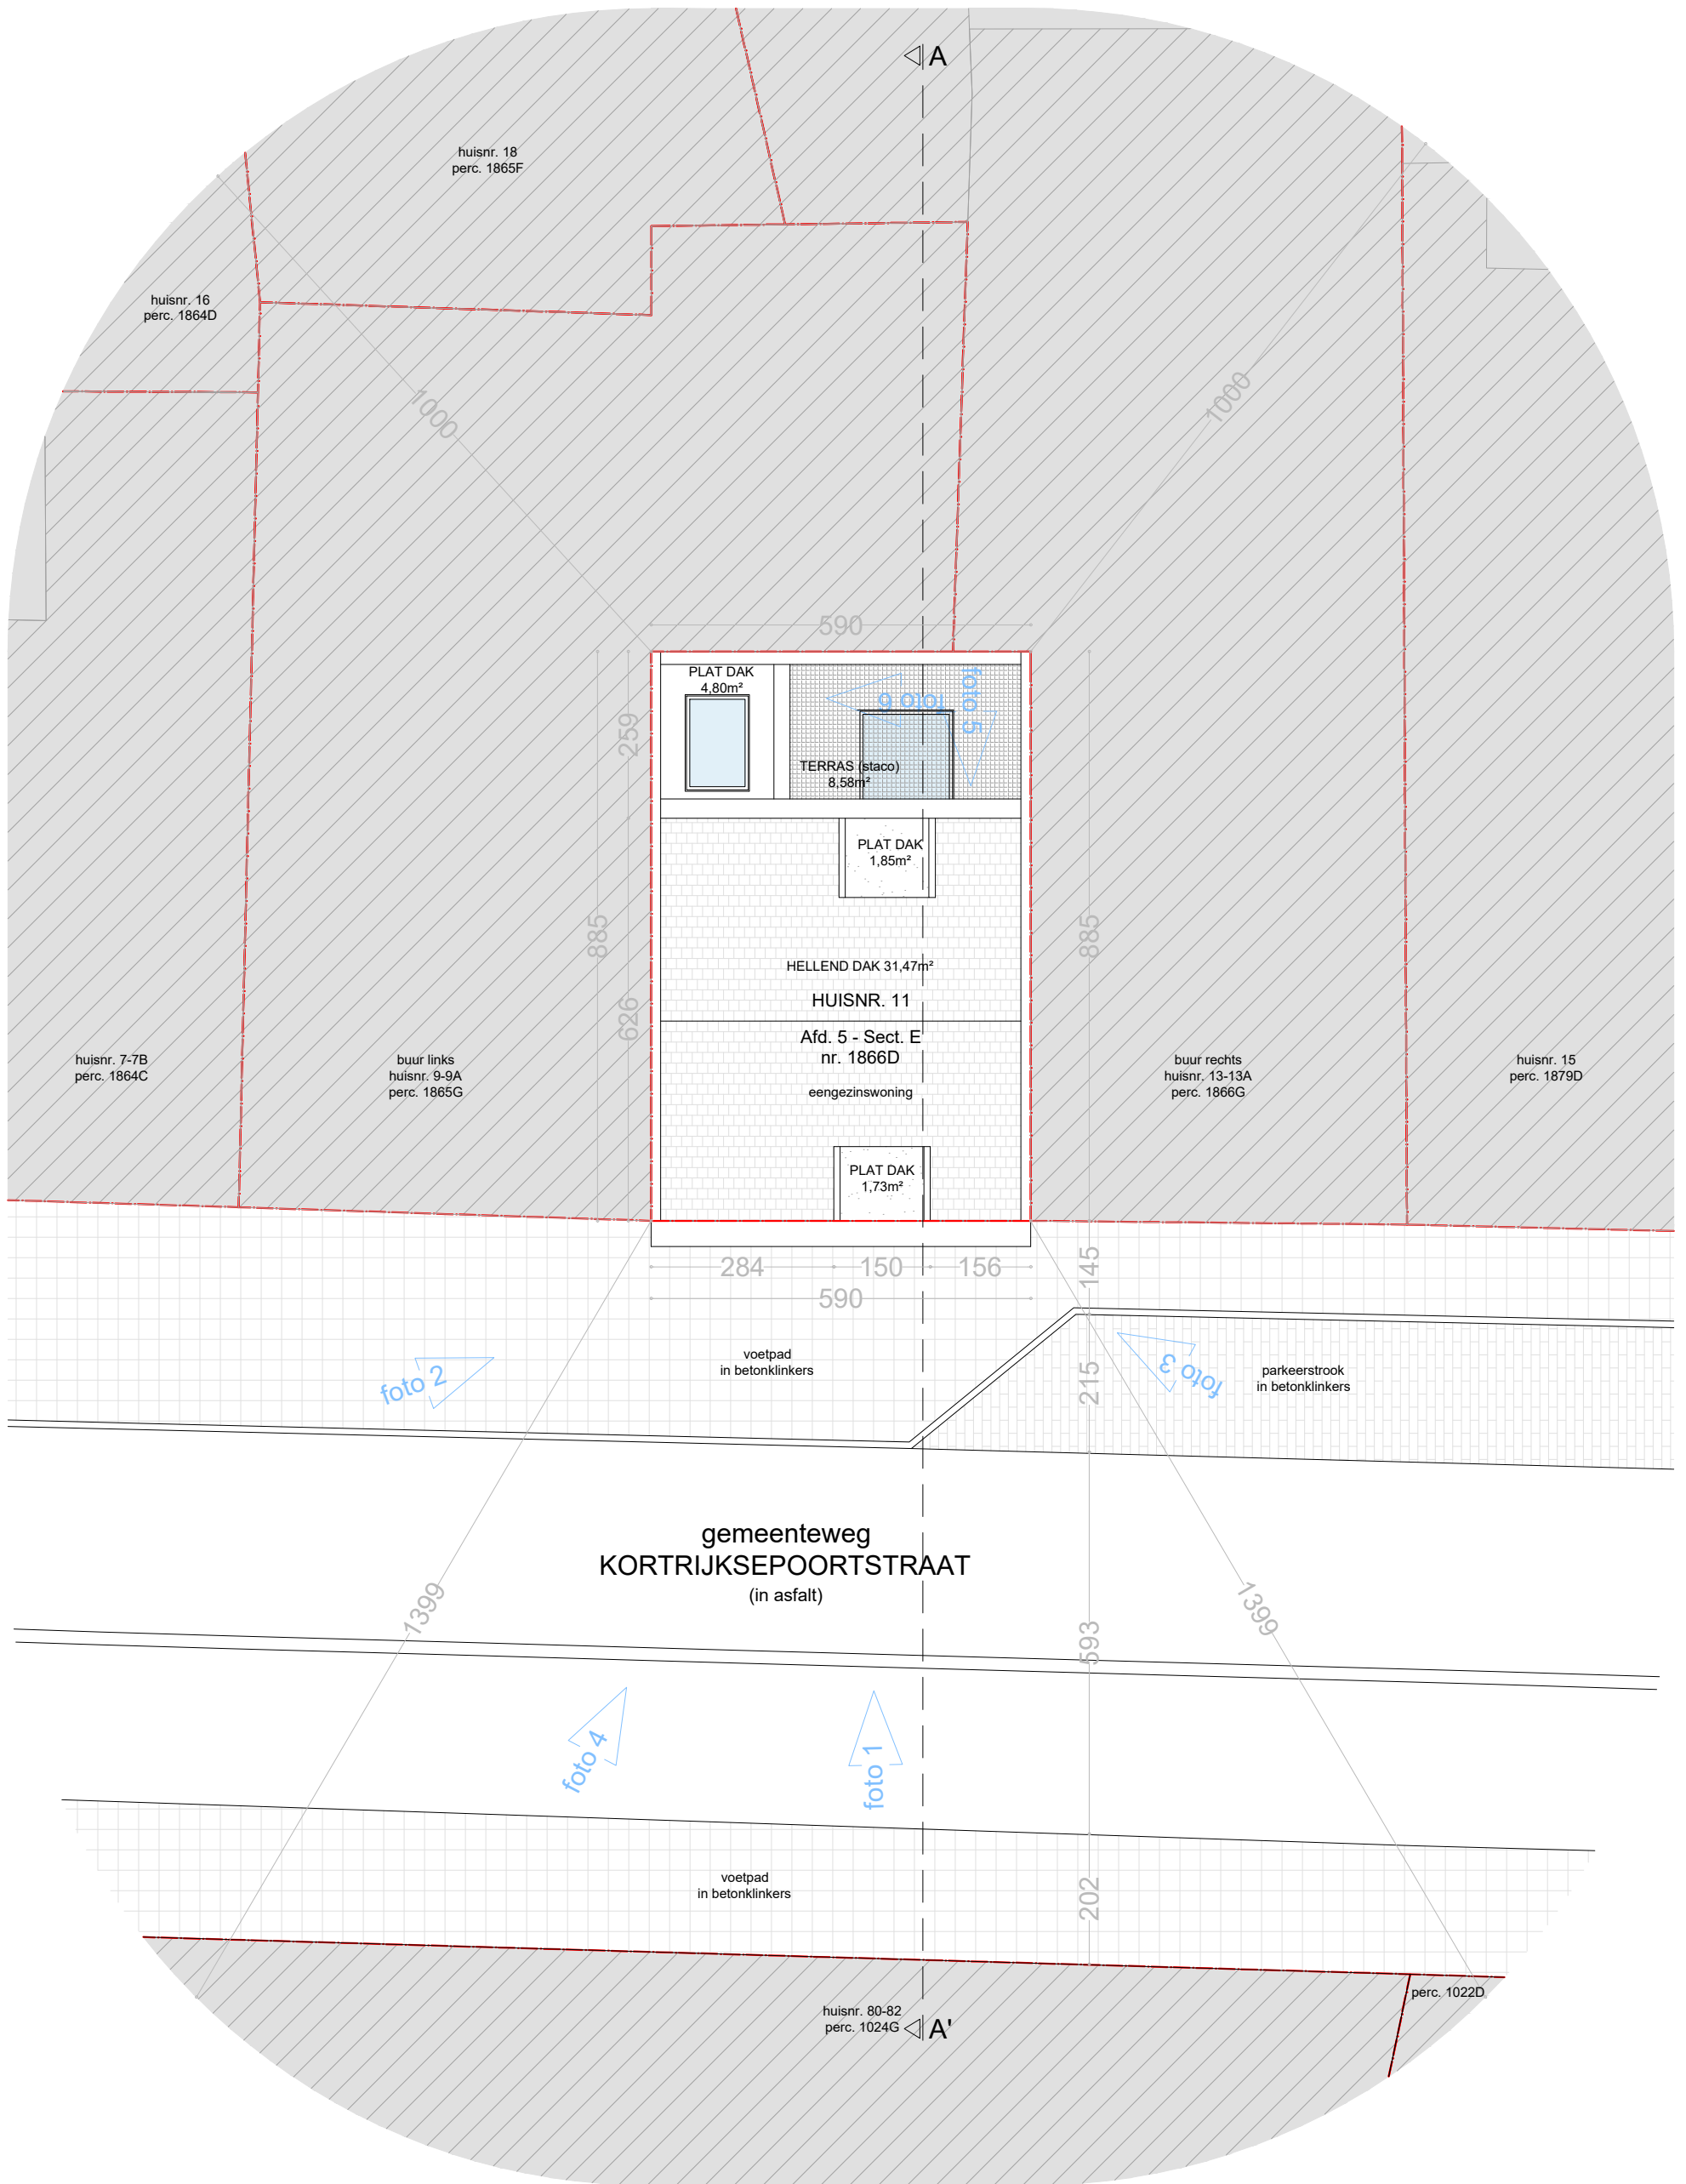 A
huisnr. 18
perc. 1865F
huisnr. 16
perc. 1864D
1000
1000
590
PLAT DAK
4,80m²
foto 6
foto 5
259
TERRAS (staco)
8,58m²
PLAT DAK
1,85m²
885
885
HELLEND DAK 31,47m²
HUISNR. 11
626
Afd. 5 - Sect. E
nr. 1866D
eengezinswoning
huisnr. 7-7B
perc. 1864C
buur links
huisnr. 9-9A
perc. 1865G
buur rechts
huisnr. 13-13A
perc. 1866G
huisnr. 15
perc. 1879D
PLAT DAK
1,73m²
284
150
156
145
590
voetpad
in betonklinkers
foto 2
foto 3
215
parkeerstrook
in betonklinkers
gemeenteweg
KORTRIJKSEPOORTSTRAAT
(in asfalt)
1399
1399
593
foto 4
foto 1
voetpad
in betonklinkers
202
perc. 1022D
huisnr. 80-82
perc. 1024G
A'